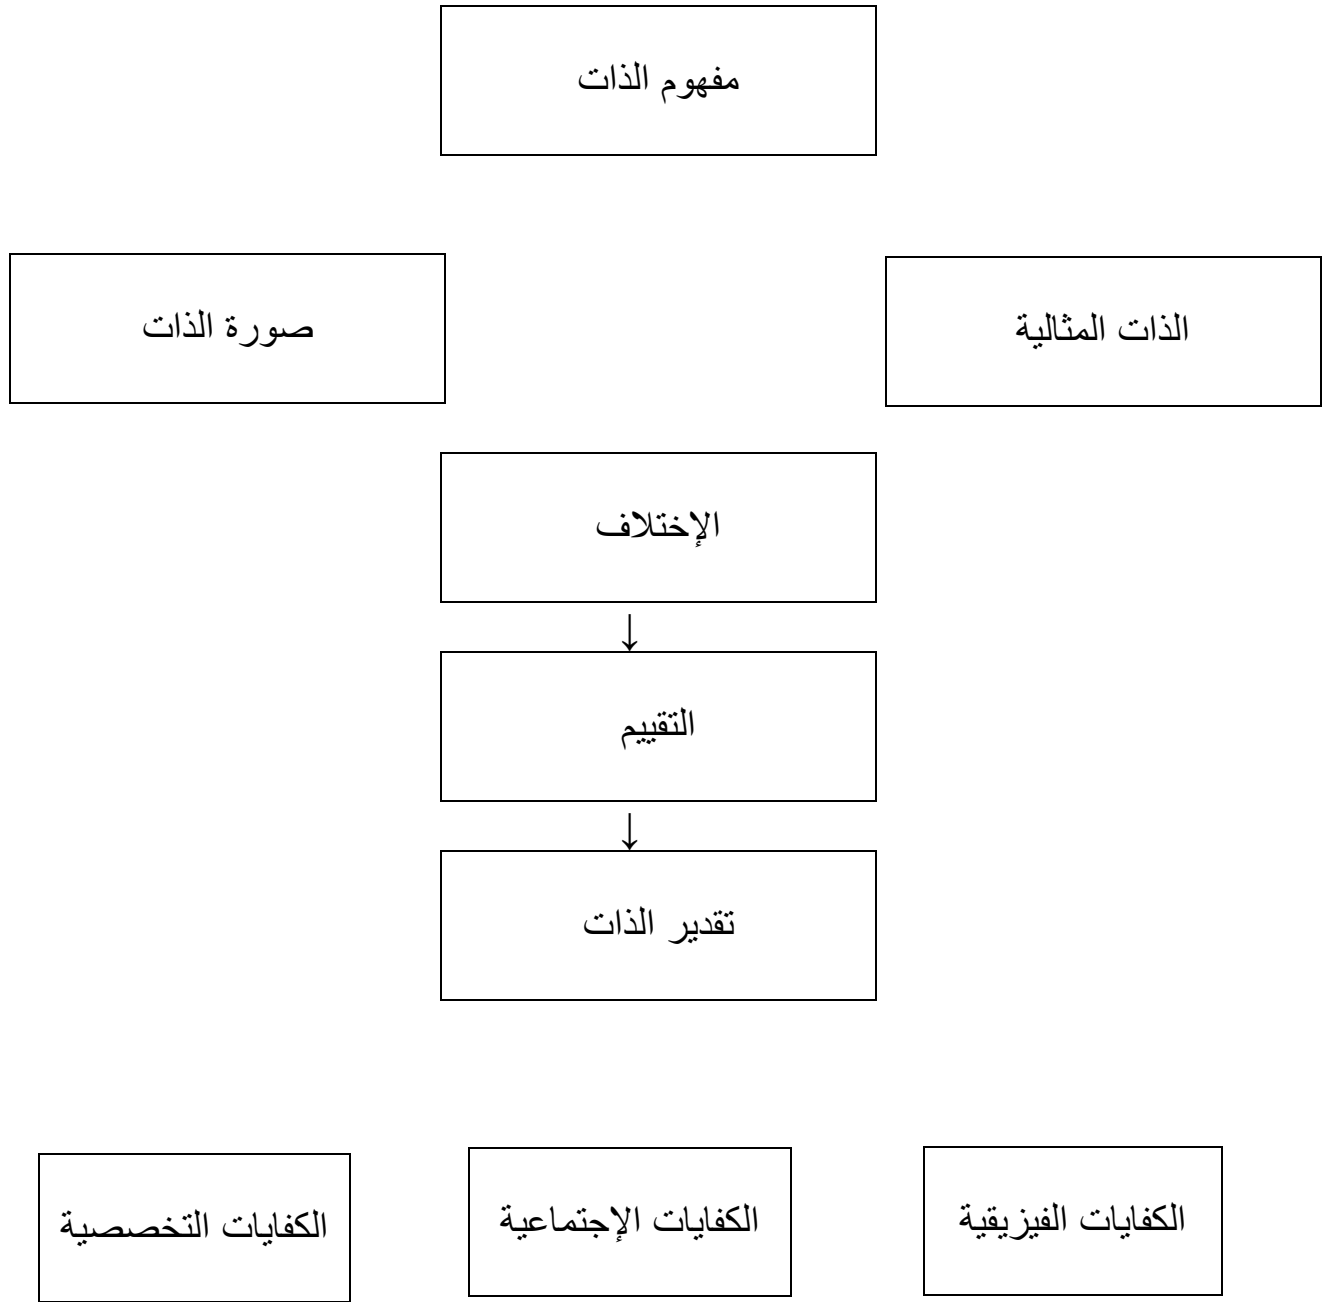 مفهوم الذات
الذات المثالية
صورة الذات
الإختلاف
↓
التقييم
↓
تقدير الذات
الكفايات الفيزيقية
الكفايات الإجتماعية
الكفايات التخصصية